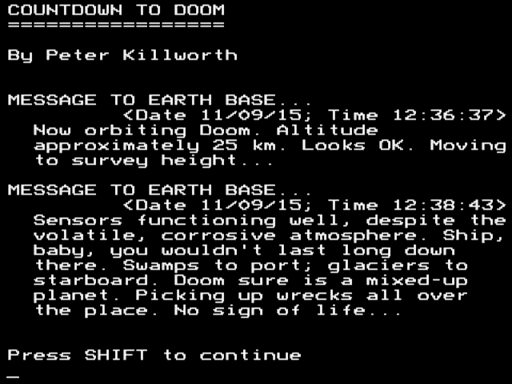 COUNTDOWN TO DOOM
=================
By Peter Killworth
MESSAGE TO EARTH BASE...
<Date 11/09/15; Time 12:36:37>
Now orbiting Doom. Altitude
approximately 25 km. Looks OK. Moving
to survey height...
MESSAGE TO EARTH BASE...
<Date 11/09/15; Time 12:38:43>
Sensors functioning well, despite the
volatile, corrosive atmosphere. Ship,
baby, you wouldn't last long down
there. Swamps to port; glaciers to
starboard. Doom sure is a mixed-up
planet. Picking up wrecks all over
the place. No sign of life...
Press SHIFT to continue
_